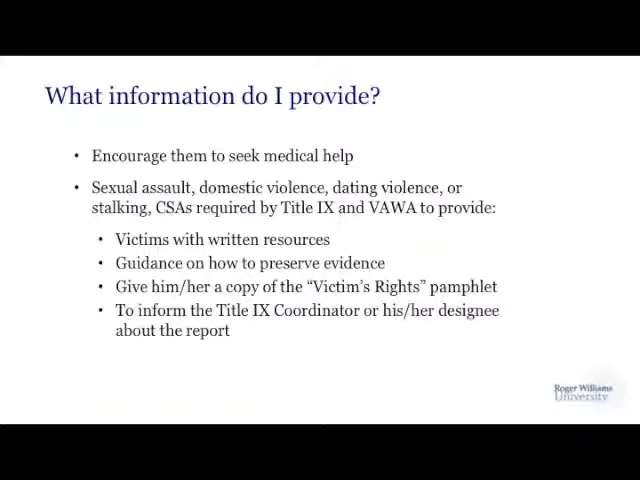 What information do I provide?
• Encourage them to seek medical help
• Sexual assault, domestic violence, dating violence, or
stalking, CSAs required by Title IX and VAWA to provide:
• Victims with written resources
• Guidance on how to preserve evidence
• Give him/her a copy of the “Victim’s Rights” pamphlet
• To inform the Title IX Coordinator or his/her designee
about the report
Roger Williams
University